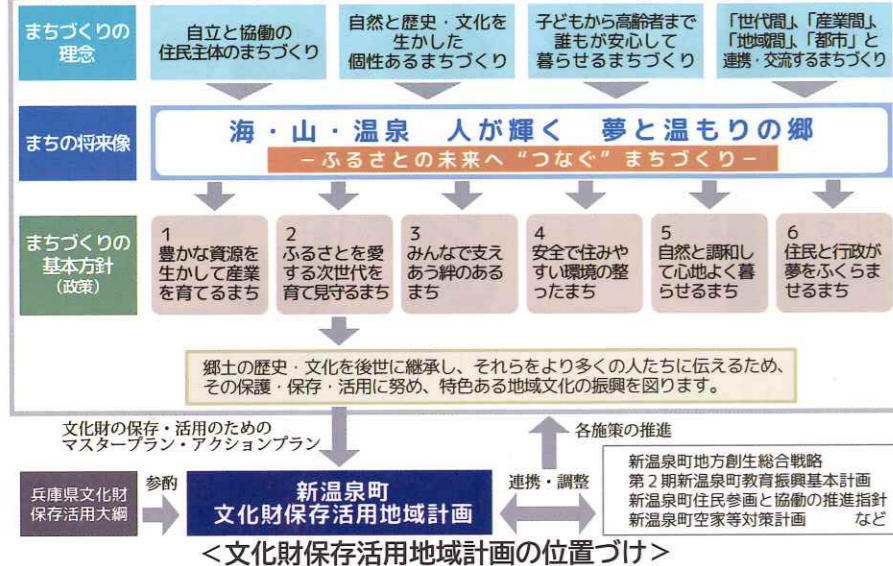 まちづくりの
理念
自立と協働の
住民主体のまちづくり
自然と歴史・文化を
生かした
個性あるまちづくり
子どもから高齢者まで
誰もが安心して
暮らせるまちづくり
「世代間」、「産業間」、
「地域間」、「都市」と
連携・交流するまちづくり
まちの将来像
海・山・温泉 人が輝く 夢と温もりの郷
－ふるさとの未来へ“つなぐ”まちづくり－
まちづくりの
基本方針
(政策)
1
豊かな資源を
生かして産業
を育てるまち
2
ふるさとを愛
する次世代を
育て見守るまち
3
みんなで支え
あう絆のある
まち
4
安全で住みや
すい環境の整
ったまち
5
自然と調和し
て心地よく暮
らせるまち
6
住民と行政が
夢をふくらま
せるまち
郷土の歴史・文化を後世に継承し、それらをより多くの人たちに伝えるため、
その保護・保存・活用に努め、特色ある地域文化の振興を図ります。
文化財の保存・活用のための
マスタープラン・アクションプラン
各施策の推進
兵庫県文化財
保存活用大綱
参酌
新温泉町
文化財保存活用地域計画
連携・調整
新温泉町地方創生総合戦略
第2期新温泉町教育振興基本計画
新温泉町住民参画と協働の推進指針
新温泉町空家等対策計画 など
＜文化財保存活用地域計画の位置づけ＞